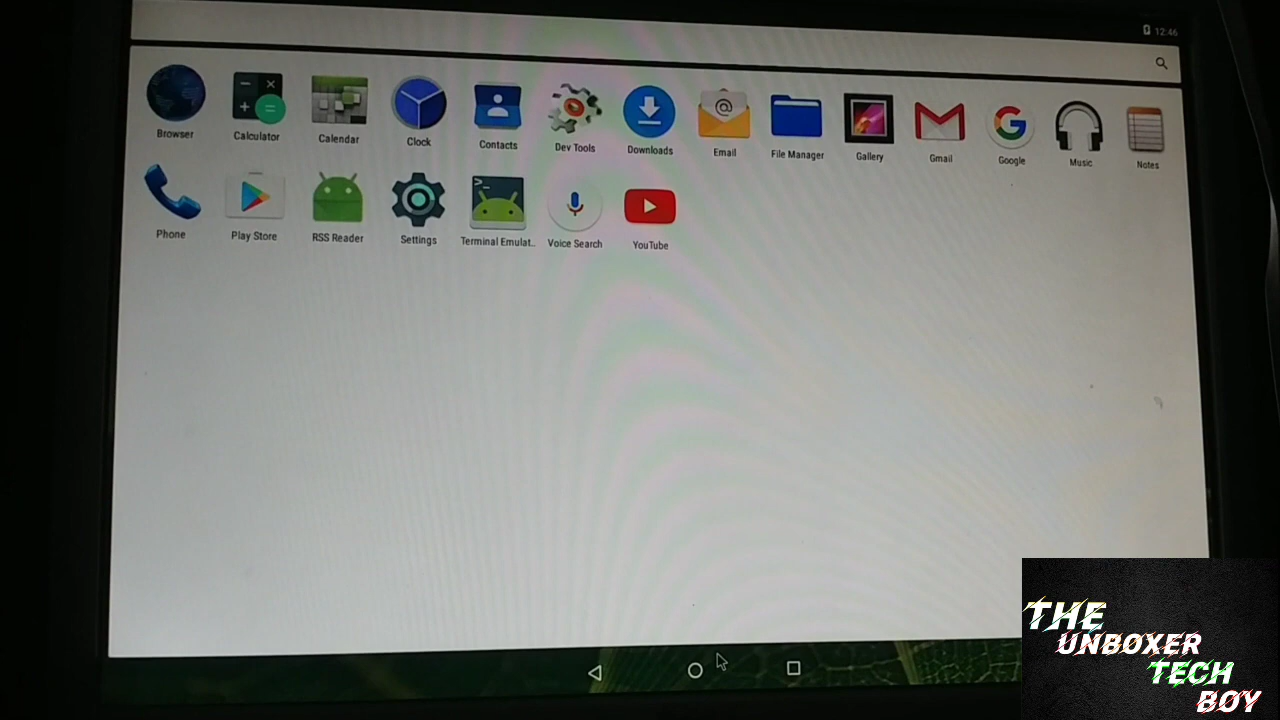 12:46
Browser
Calculator
Calendar
Clock
Contacts
Dev Tools
Downloads
Email
File Manager
Gallery
Gmail
Google
Music
Notes
Phone
Play Store
RSS Reader
Settings
Terminal Emulat..
Voice Search
YouTube
THE
UNBOXER
TECH
BOY